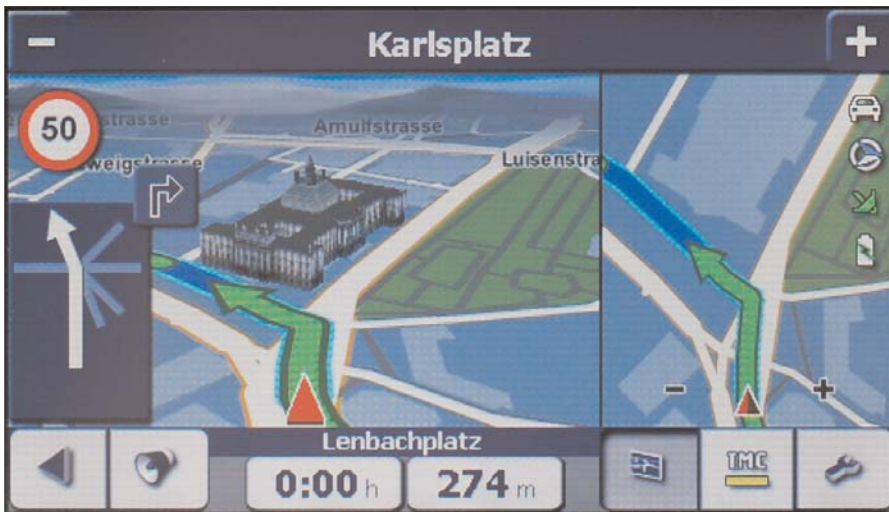 Karlsplatz
50
strasse
Arnulfstrasse
weigstrasse
Luisenstra
Lenbachplatz
0:00 h
274 m
TMC